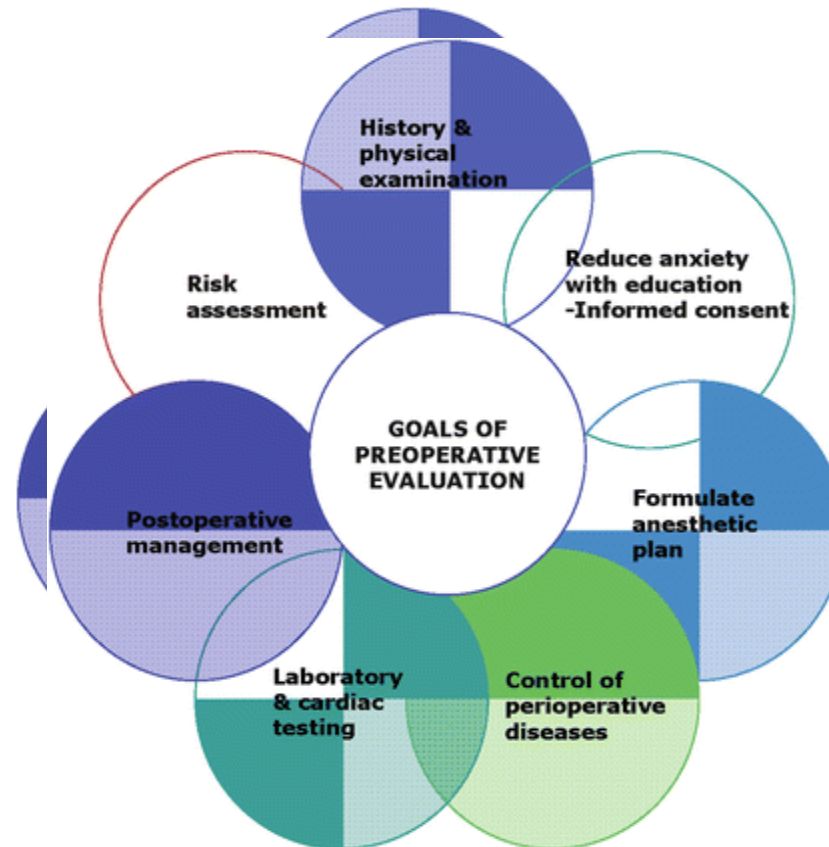 History &
physical
examination
Reduce anxiety
with education
-Informed consent
Risk
assessment
GOALS OF
PREOPERATIVE
EVALUATION
Formulate
anesthetic
plan
Postoperative
management
Laboratory
& cardiac
testing
Control of
perioperative
diseases